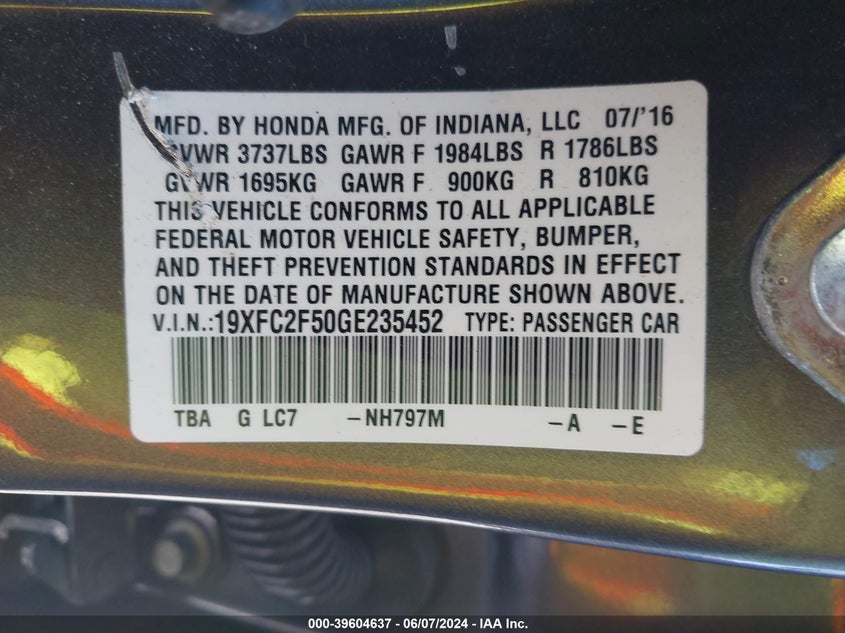 MFD. BY HONDA MFG. OF INDIANA, LLC 07/'16
GVWR 3737LBS GAWR F 1984LBS R 1786LBS
GVWR 1695KG GAWR F 900KG R 810KG
THIS VEHICLE CONFORMS TO ALL APPLICABLE
FEDERAL MOTOR VEHICLE SAFETY, BUMPER,
AND THEFT PREVENTION STANDARDS IN EFFECT
ON THE DATE OF MANUFACTURE SHOWN ABOVE.
V.I.N.:19XFC2F50GE235452 TYPE: PASSENGER CAR
TBA G LC7 -NH797M -A -E
000-39604637 - 06/07/2024 - IAA Inc.